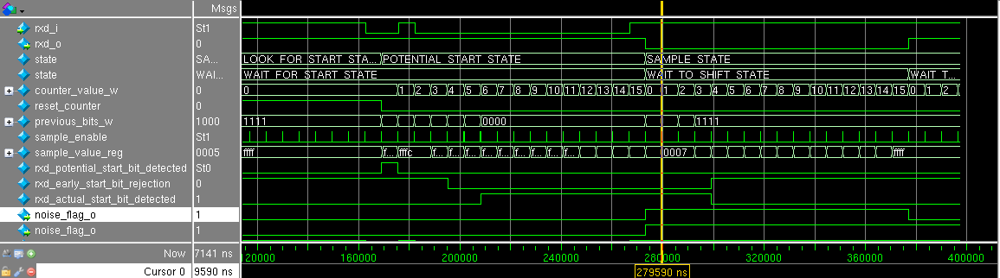 Msgs
rxd_i St1
rxd_o 0
state SA... LOOK FOR START STA... POTENTIAL START STATE SAMPLE STATE
state WAI... WAIT FOR START STATE WAIT TO SHIFT STATE WAIT T...
counter_value_w 0 0 1 2 3 4 5 6 7 8 9 10 11 12 13 14 15 0 1 2 3 4 5 6 7 8 9 10 11 12 13 14 15 0 1 2
reset_counter 0
previous_bits_w 1000 1111 0000 1111
sample_enable St1
sample_value_reg 0005 ffff f... fffc f... f... f... f... f... f... f... f... f... 0007 ffff
rxd_potential_start_bit_detected St0
rxd_early_start_bit_rejection 0
rxd_actual_start_bit_detected 1
noise_flag_o 1
noise_flag_o 1
Now 7141 ns 120000 160000 200000 240000 280000 320000 360000 400000
Cursor 0 9590 ns 279590 ns